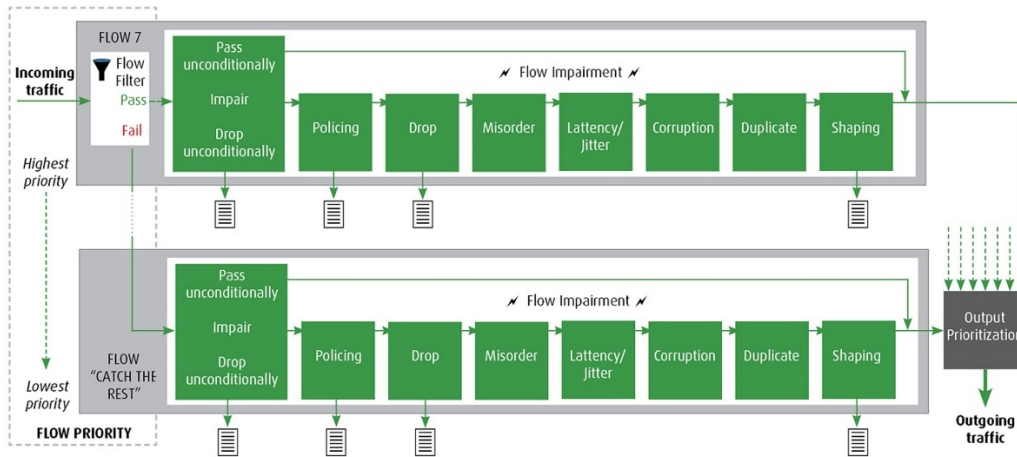 FLOW 7
Flow
Filter
Incoming
traffic
Pass
Fail
Pass
unconditionally
Impair
Drop
unconditionally
Flow Impairment
Policing
Drop
Misorder
Lattency/
Jitter
Corruption
Duplicate
Shaping
Highest
priority
Lowest
priority
FLOW PRIORITY
FLOW
"CATCH THE
REST"
Pass
unconditionally
Impair
Drop
unconditionally
Flow Impairment
Policing
Drop
Misorder
Lattency/
Jitter
Corruption
Duplicate
Shaping
Output
Prioritization
Outgoing
traffic